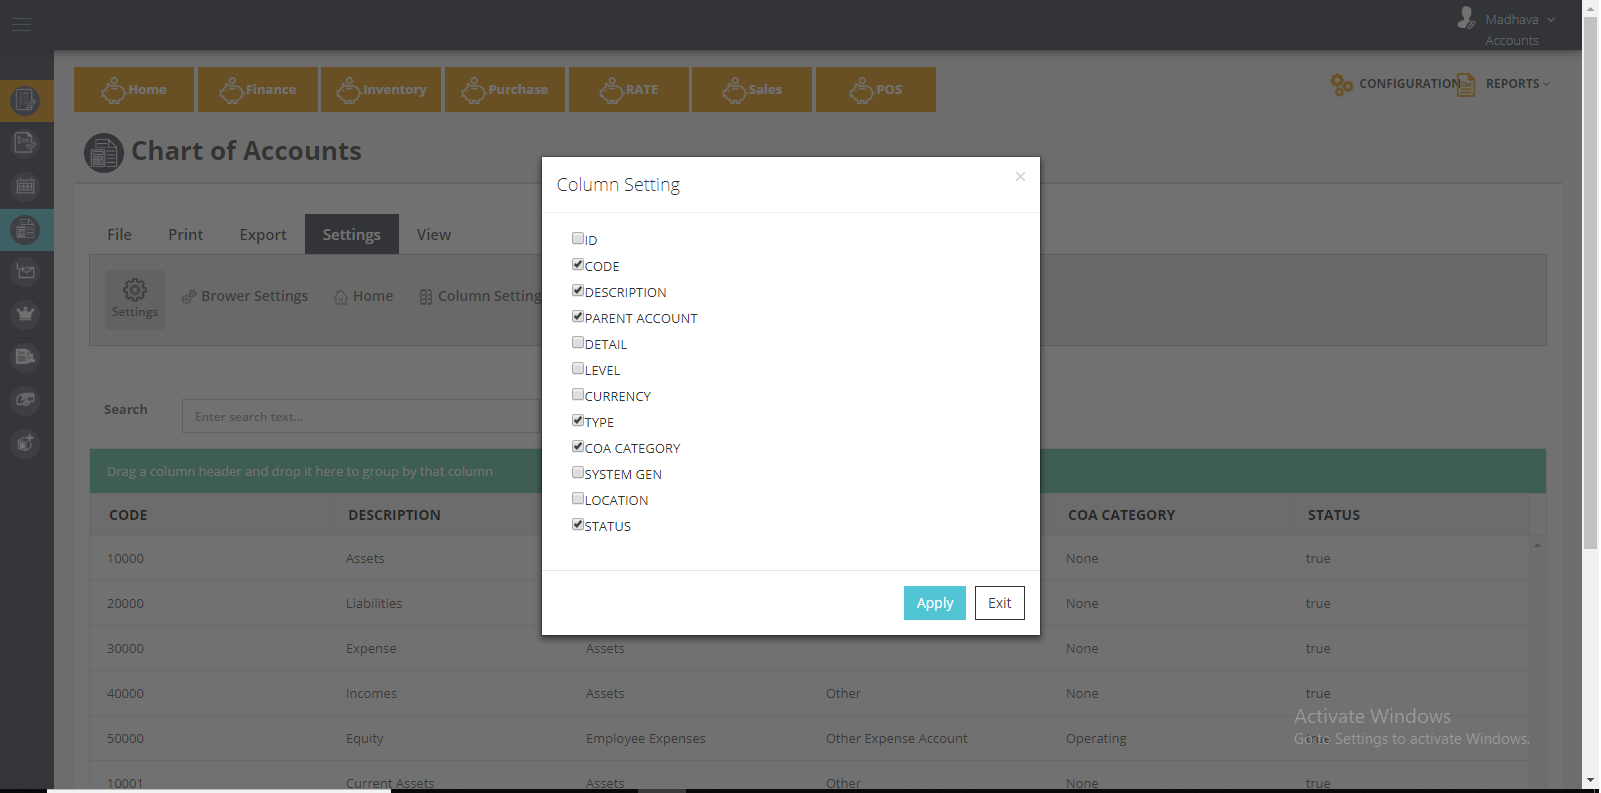 Madhava
Accounts
Home
Finance
Inventory
Purchase
RATE
Sales
POS
CONFIGURATION
REPORTS
Chart of Accounts
File
Print
Export
Settings
View
Settings
Brower Settings
Home
Column Setting
Search
Enter search text...
Drag a column header and drop it here to group by that column
CODE DESCRIPTION COA CATEGORY STATUS
10000 Assets None true
20000 Liabilities None true
30000 Expense Assets None true
40000 Incomes Assets Other None true
50000 Equity Employee Expenses Other Expense Account Operating true
10001 Current Assets Assets Other None true
Column Setting
×
ID
CODE
DESCRIPTION
PARENT ACCOUNT
DETAIL
LEVEL
CURRENCY
TYPE
COA CATEGORY
SYSTEM GEN
LOCATION
STATUS
Apply
Exit
Activate Windows
Go to Settings to activate Windows.